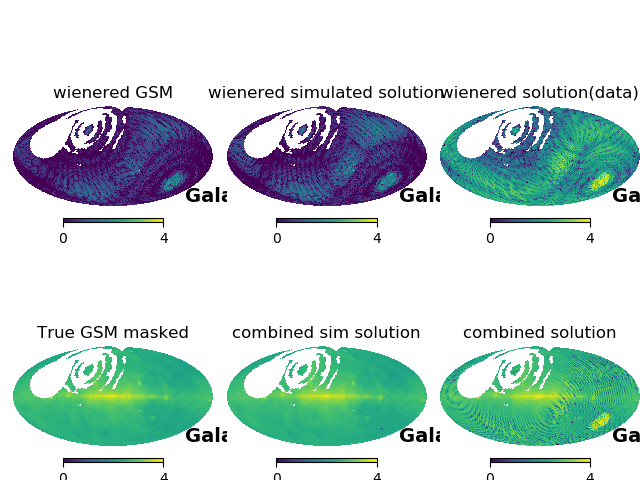 wienered GSM
wienered simulated solution
wienered solution(data)
Gala
Gala
Ga
0 4
0 4
0 4
True GSM masked
combined sim solution
combined solution
Gala
Gala
Ga
0 4
0 4
0 4